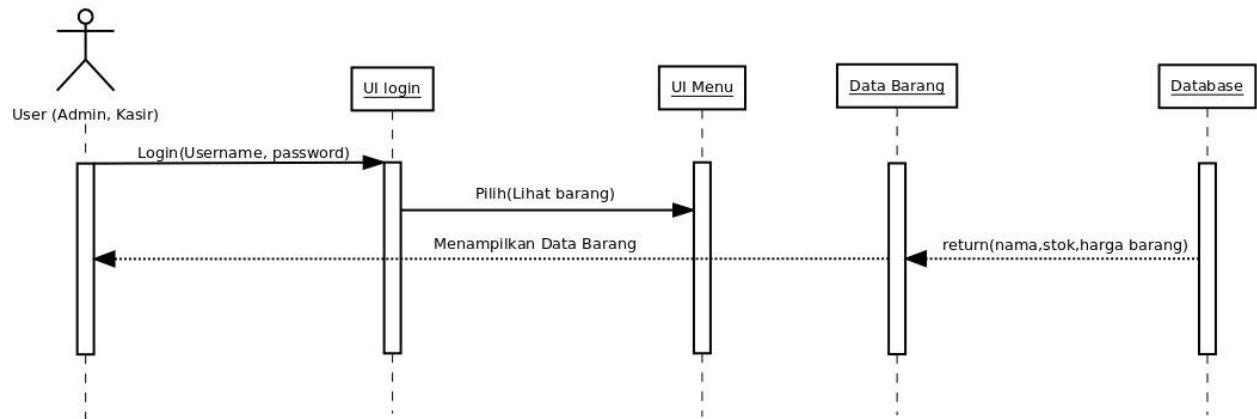 User (Admin, Kasir)
UI login
UI Menu
Data Barang
Database
Login(Username, password)
Pilih(Lihat barang)
Menampilkan Data Barang
return(nama,stok,harga barang)